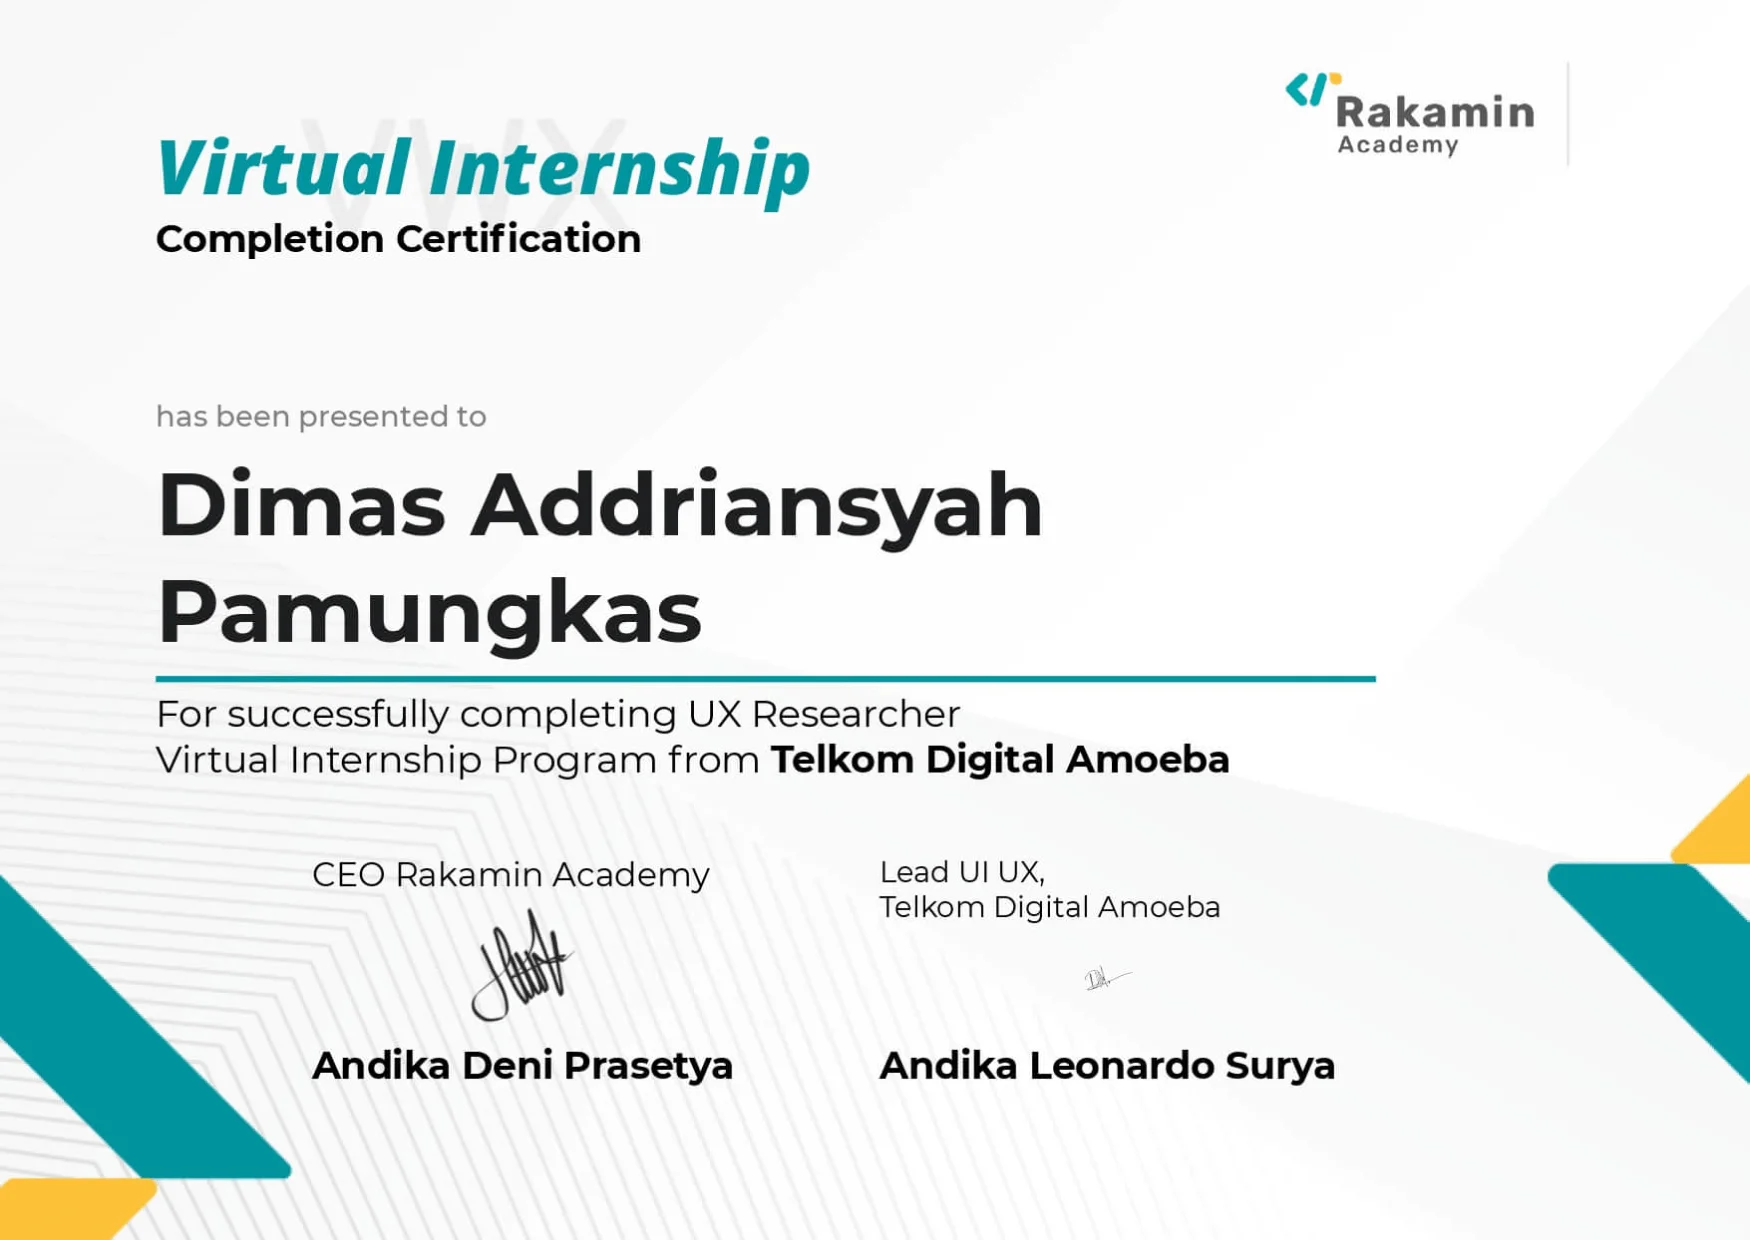 Rakamin
Academy
VWX
Virtual Internship
Completion Certification
has been presented to
Dimas Addriansyah
Pamungkas
For successfully completing UX Researcher
Virtual Internship Program from Telkom Digital Amoeba
CEO Rakamin Academy
Andika Deni Prasetya
Lead UI UX,
Telkom Digital Amoeba
Andika Leonardo Surya